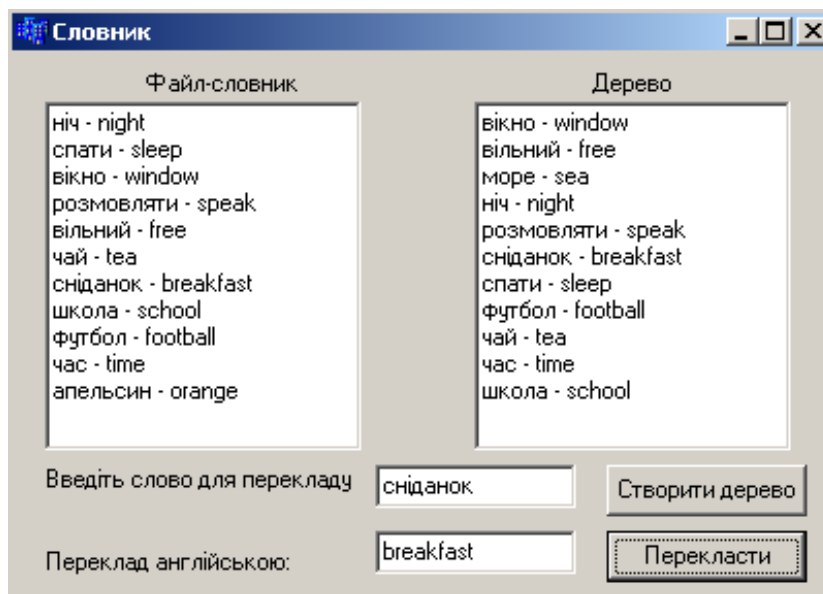 Словник
Файл-словник
ніч - night
спати - sleep
вікно - window
розмовляти - speak
вільний - free
чай - tea
сніданок - breakfast
школа - school
футбол - football
час - time
апельсин - orange
Дерево
вікно - window
вільний - free
море - sea
ніч - night
розмовляти - speak
сніданок - breakfast
спати - sleep
футбол - football
чай - tea
час - time
школа - school
Введіть слово для перекладу
сніданок
Створити дерево
Переклад англійською:
breakfast
Перекласти